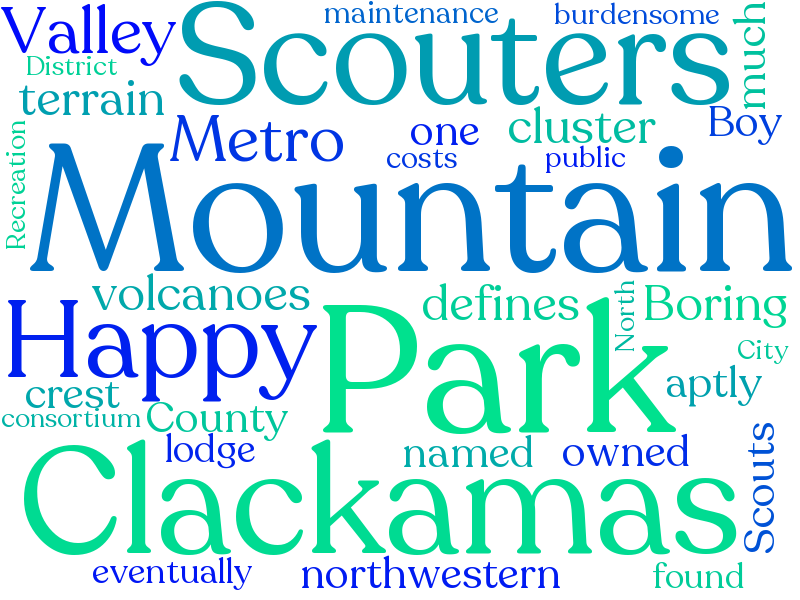 Valley
Scouters
maintenance
burdensome
much
District
terrain
Metro
one
cluster
Boy
costs
public
Recreation
Mountain
volcanoes
defines
North
Boring
Happy
Park
City
crest
aptly
consortium
County
lodge
named
owned
Scouts
Clackamas
eventually
northwestern
found